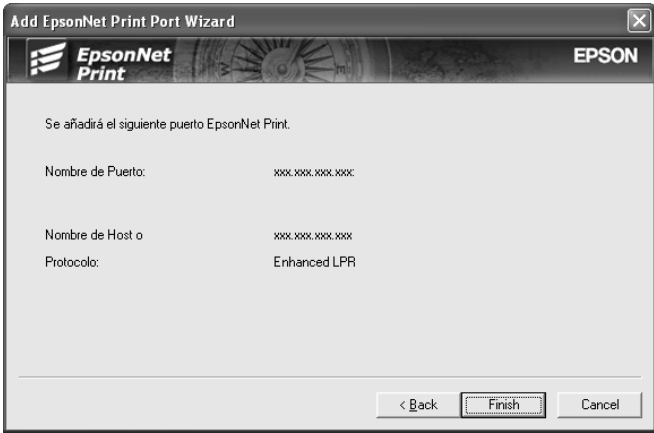 Add EpsonNet Print Port Wizard
EpsonNet
Print
EPSON
Se añadirá el siguiente puerto EpsonNet Print.
Nombre de Puerto: xxx.xxx.xxx.xxx:
Nombre de Host o xxx.xxx.xxx.xxx
Protocolo: Enhanced LPR
< Back Finish Cancel